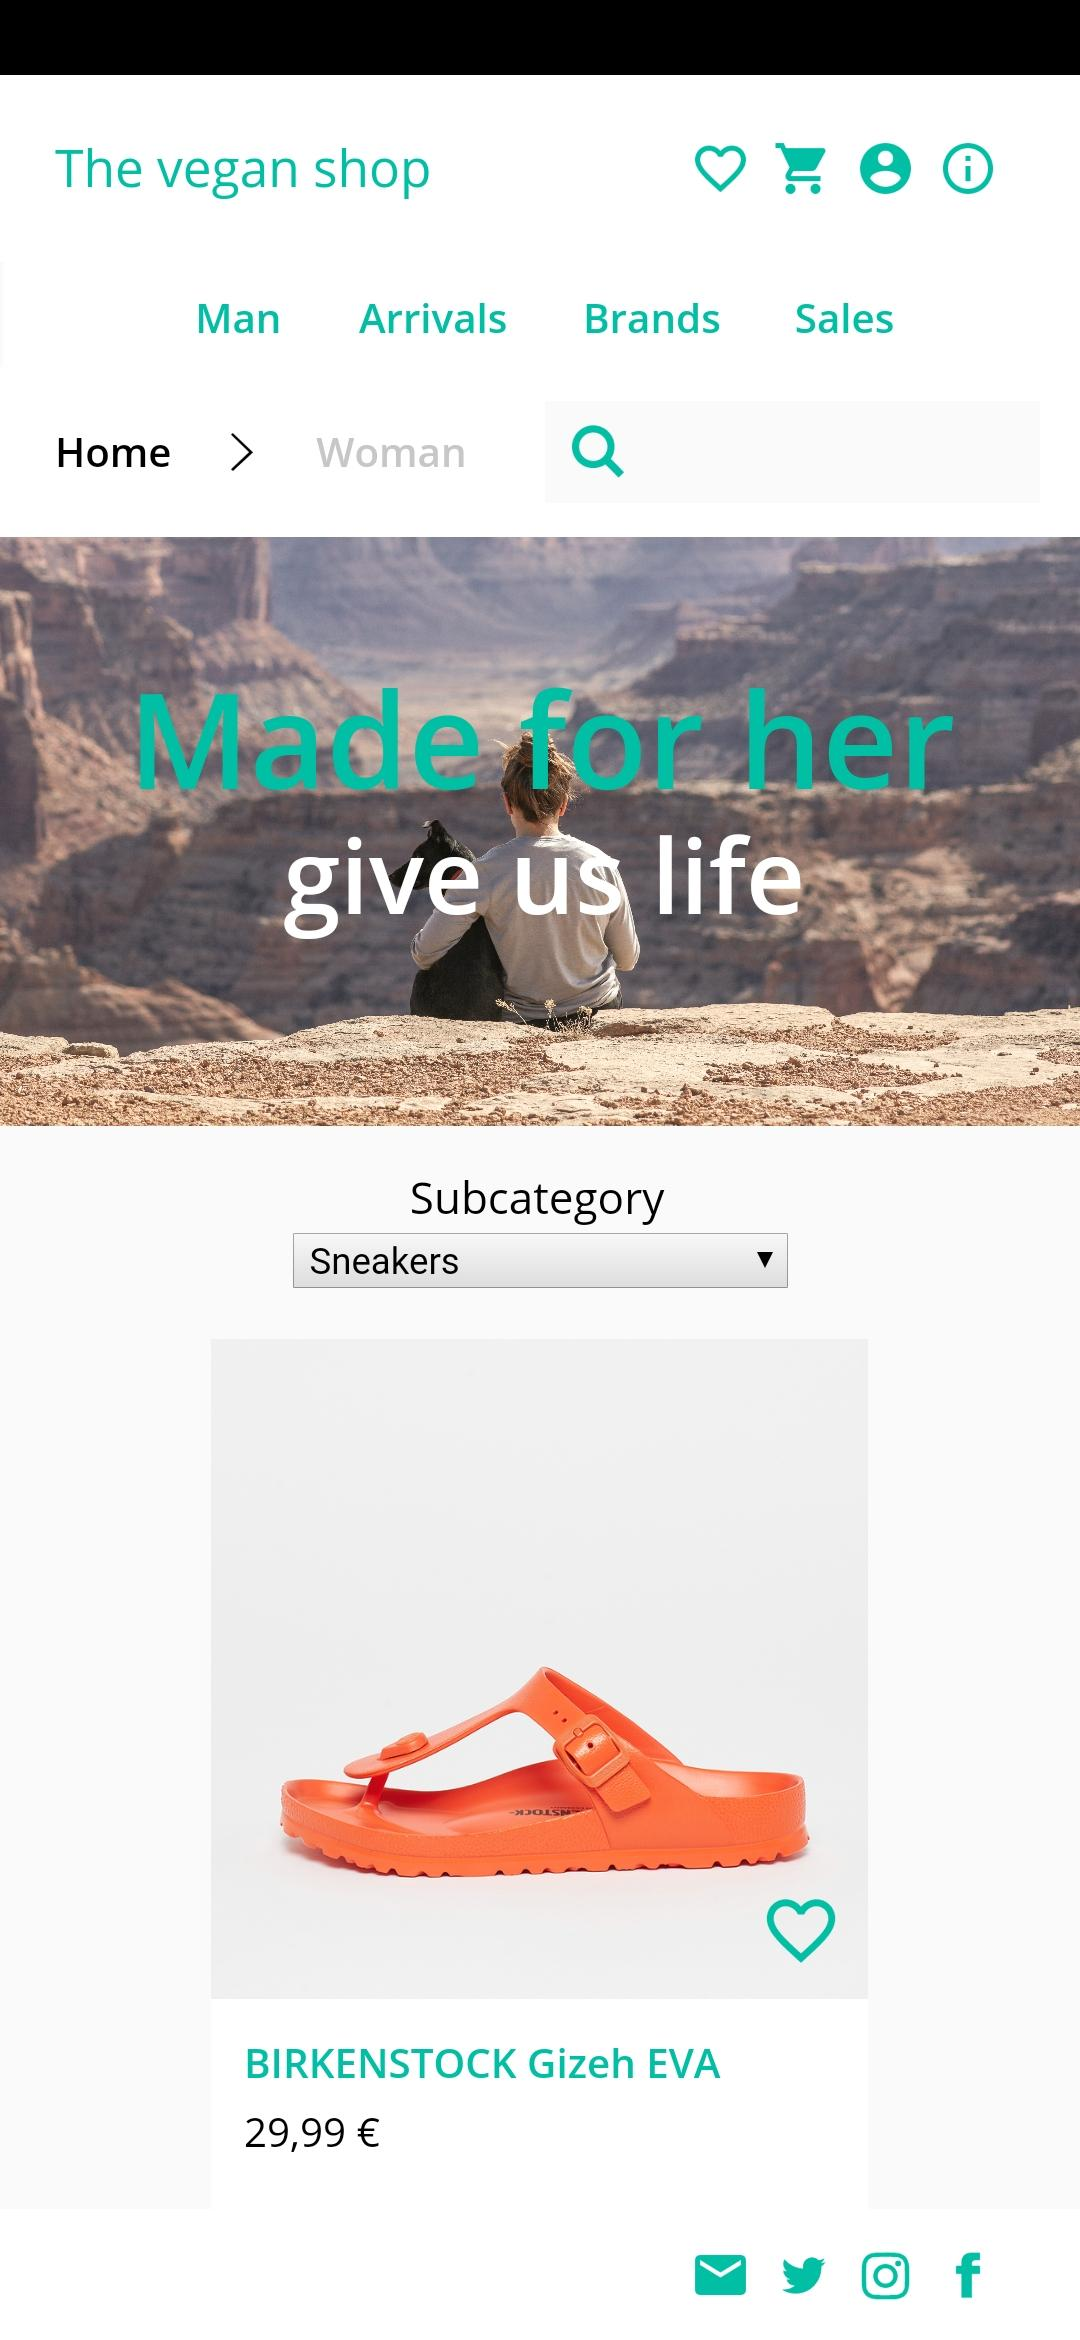 The vegan shop
Man Arrivals Brands Sales
Home Woman
Made for her
give us life
Subcategory
Sneakers
BIRKENSTOCK Gizeh EVA
29,99 €